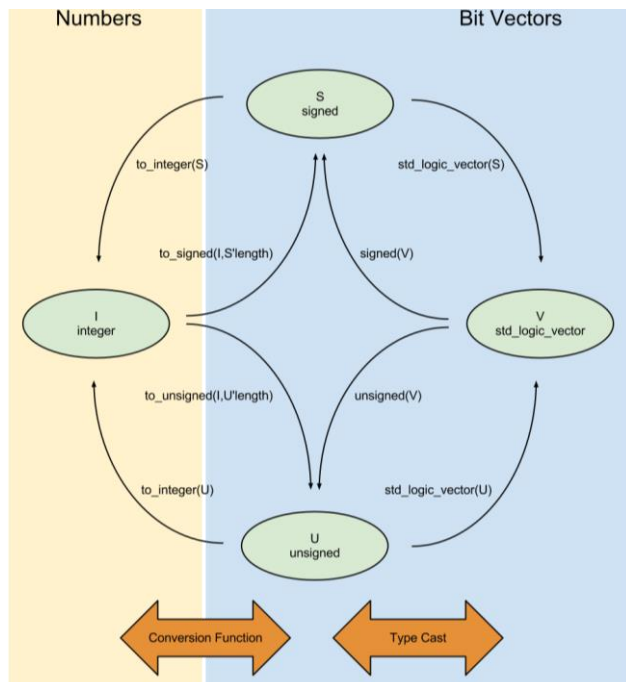 Numbers
Bit Vectors
S
signed
to_integer(S)
std_logic_vector(S)
to_signed(I,S'length)
signed(V)
I
integer
V
std_logic_vector
to_unsigned(I,U'length)
unsigned(V)
to_integer(U)
std_logic_vector(U)
U
unsigned
Conversion Function
Type Cast